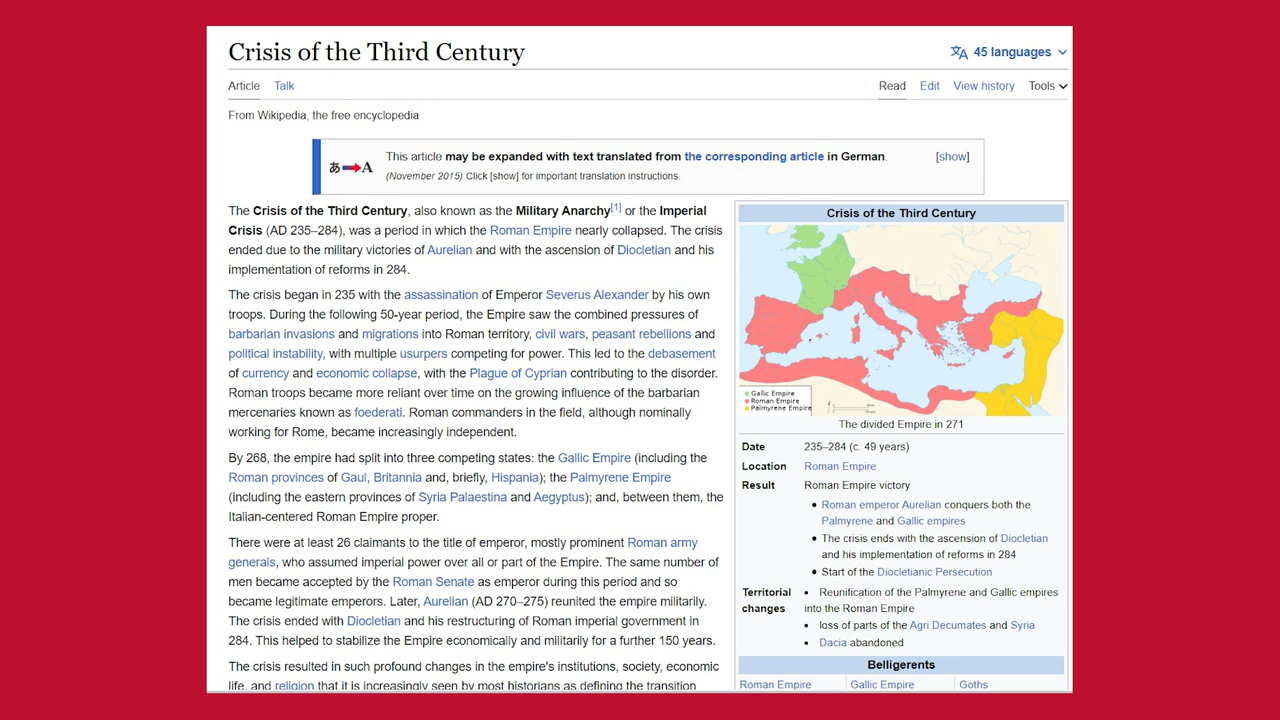 Crisis of the Third Century
45 languages
Article Talk
Read Edit View history Tools
From Wikipedia, the free encyclopedia
あ A
This article may be expanded with text translated from the corresponding article in German. [show]
(November 2015) Click [show] for important translation instructions.
The Crisis of the Third Century, also known as the Military Anarchy[1] or the Imperial
Crisis (AD 235–284), was a period in which the Roman Empire nearly collapsed. The crisis
ended due to the military victories of Aurelian and with the ascension of Diocletian and his
implementation of reforms in 284.
The crisis began in 235 with the assassination of Emperor Severus Alexander by his own
troops. During the following 50-year period, the Empire saw the combined pressures of
barbarian invasions and migrations into Roman territory, civil wars, peasant rebellions and
political instability, with multiple usurpers competing for power. This led to the debasement
of currency and economic collapse, with the Plague of Cyprian contributing to the disorder.
Roman troops became more reliant over time on the growing influence of the barbarian
mercenaries known as foederati. Roman commanders in the field, although nominally
working for Rome, became increasingly independent.
By 268, the empire had split into three competing states: the Gallic Empire (including the
Roman provinces of Gaul, Britannia and, briefly, Hispania); the Palmyrene Empire
(including the eastern provinces of Syria Palaestina and Aegyptus); and, between them, the
Italian-centered Roman Empire proper.
There were at least 26 claimants to the title of emperor, mostly prominent Roman army
generals, who assumed imperial power over all or part of the Empire. The same number of
men became accepted by the Roman Senate as emperor during this period and so
became legitimate emperors. Later, Aurelian (AD 270–275) reunited the empire militarily.
The crisis ended with Diocletian and his restructuring of Roman imperial government in
284. This helped to stabilize the Empire economically and militarily for a further 150 years.
The crisis resulted in such profound changes in the empire's institutions, society, economic
life, and religion that it is increasingly seen by most historians as defining the transition
Crisis of the Third Century
Gallic Empire
Roman Empire
Palmyrene Empire
The divided Empire in 271
Date 235–284 (c. 49 years)
Location Roman Empire
Result Roman Empire victory
• Roman emperor Aurelian conquers both the
Palmyrene and Gallic empires
• The crisis ends with the ascension of Diocletian
and his implementation of reforms in 284
• Start of the Diocletianic Persecution
Territorial • Reunification of the Palmyrene and Gallic empires
changes into the Roman Empire
• loss of parts of the Agri Decumates and Syria
• Dacia abandoned
Belligerents
Roman Empire Gallic Empire Goths